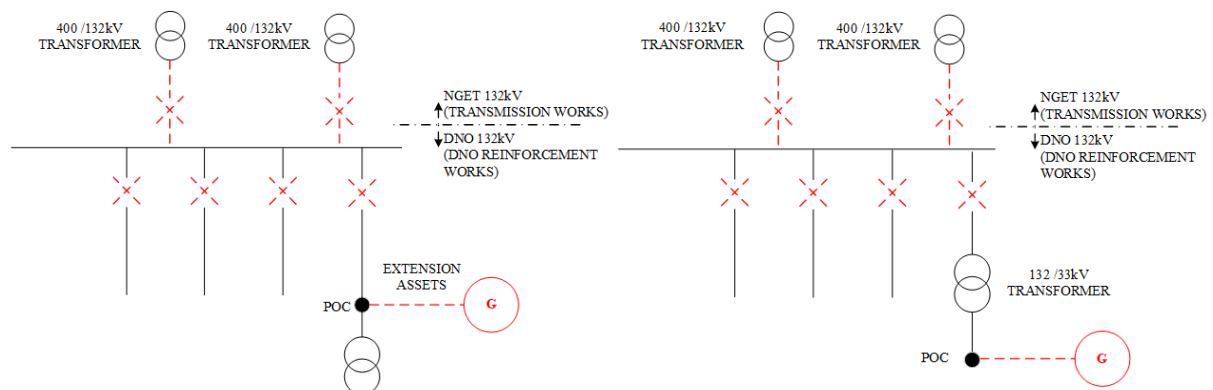 400 /132kV
TRANSFORMER
400 /132kV
TRANSFORMER
NGET 132kV
(TRANSMISSION WORKS)
DNO 132kV
(DNO REINFORCEMENT
WORKS)
EXTENSION
ASSETS
POC
G
400 /132kV
TRANSFORMER
400 /132kV
TRANSFORMER
NGET 132kV
(TRANSMISSION WORKS)
DNO 132kV
(DNO REINFORCEMENT
WORKS)
132 /33kV
TRANSFORMER
POC
G